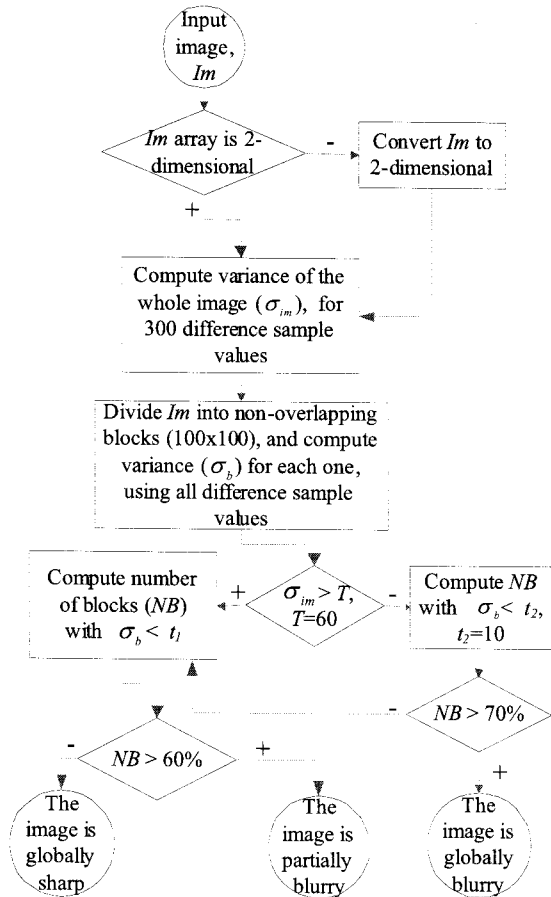 Input
image,
Im
Im array is 2-
dimensional
-
Convert Im to
2-dimensional
+
Compute variance of the
whole image (σim), for
300 difference sample
values
Divide Im into non-overlapping
blocks (100x100), and compute
variance (σb) for each one,
using all difference sample
values
Compute number
of blocks (NB)
with σb < t1
+
σim > T,
T=60
-
Compute NB
with σb < t2,
t2=10
-
NB > 60%
+
-
NB > 70%
+
The
image is
globally
sharp
The
image is
partially
blurry
The
image is
globally
blurry